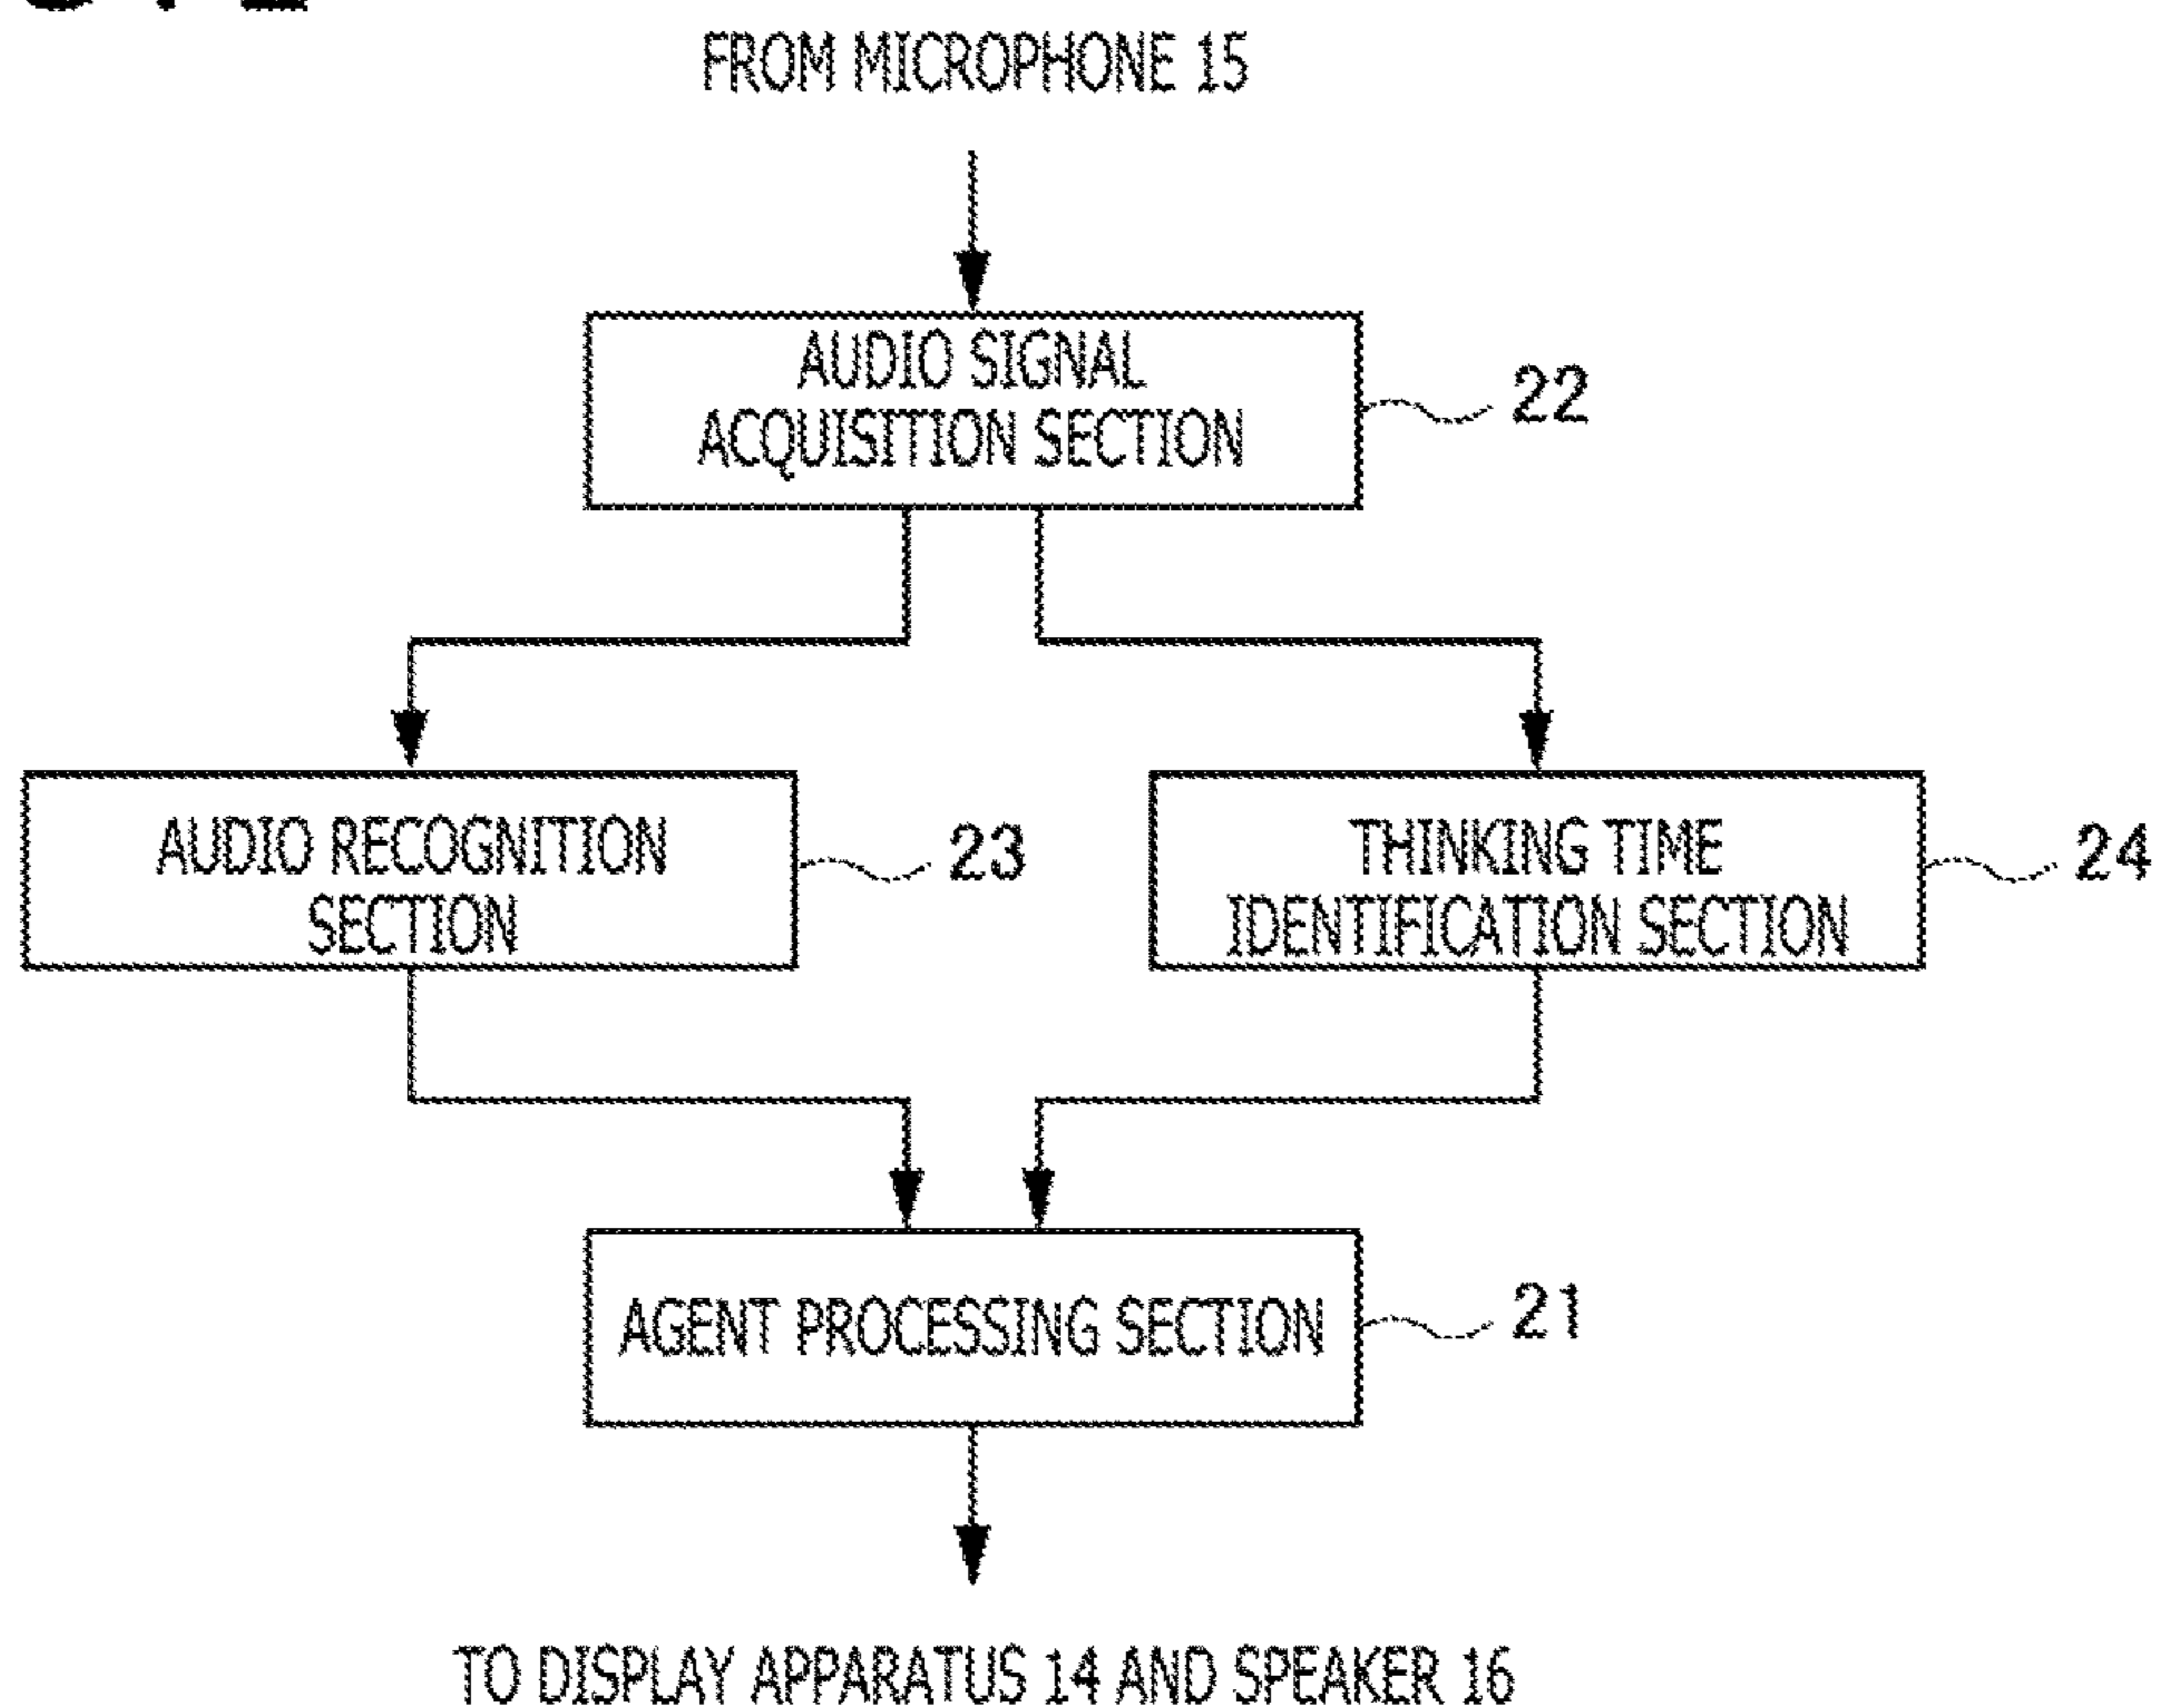 FROM MICROPHONE 15
AUDIO SIGNAL
ACQUISITION SECTION
22
AUDIO RECOGNITION
SECTION
23
THINKING TIME
IDENTIFICATION SECTION
24
AGENT PROCESSING SECTION
21
TO DISPLAY APPARATUS 14 AND SPEAKER 16